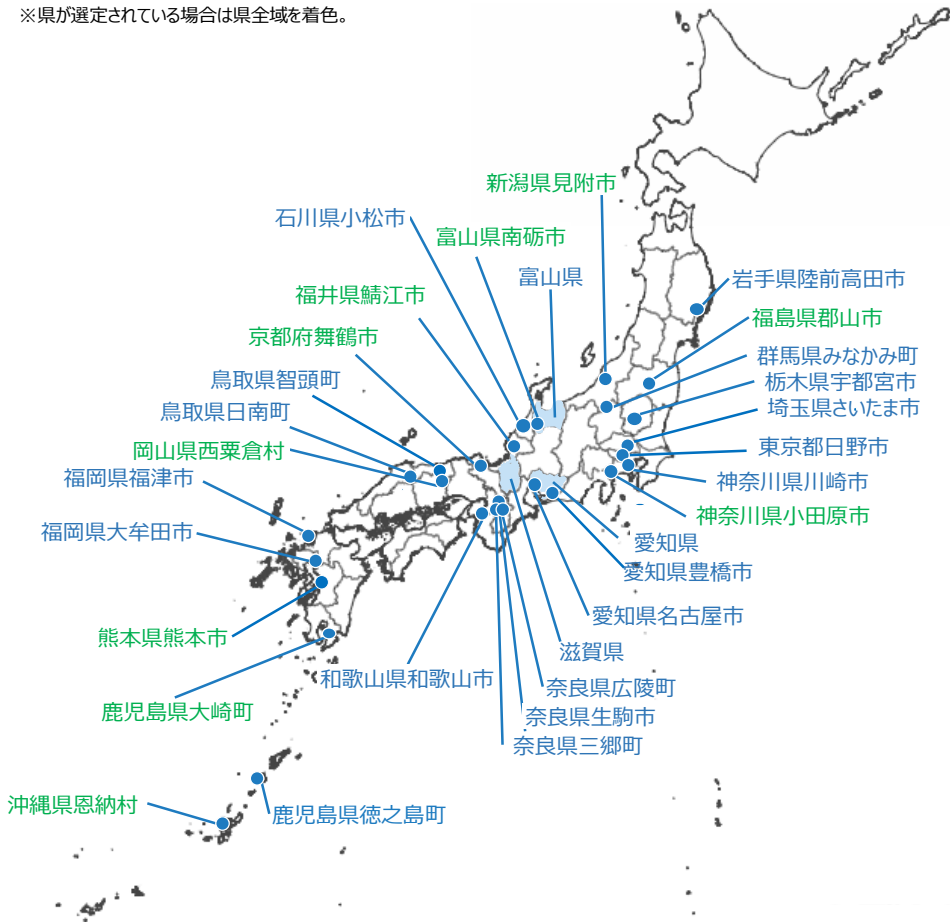 ※県が選定されている場合は県全域を着色。
新潟県見附市
石川県小松市
富山県南砺市
富山県
岩手県陸前高田市
福井県鯖江市
福島県郡山市
京都府舞鶴市
群馬県みなかみ町
鳥取県智頭町
栃木県宇都宮市
鳥取県日南町
埼玉県さいたま市
岡山県西粟倉村
東京都日野市
福岡県福津市
神奈川県川崎市
神奈川県小田原市
福岡県大牟田市
愛知県
愛知県豊橋市
愛知県名古屋市
熊本県熊本市
滋賀県
和歌山県和歌山市
奈良県広陵町
鹿児島県大崎町
奈良県生駒市
奈良県三郷町
沖縄県恩納村
鹿児島県徳之島町